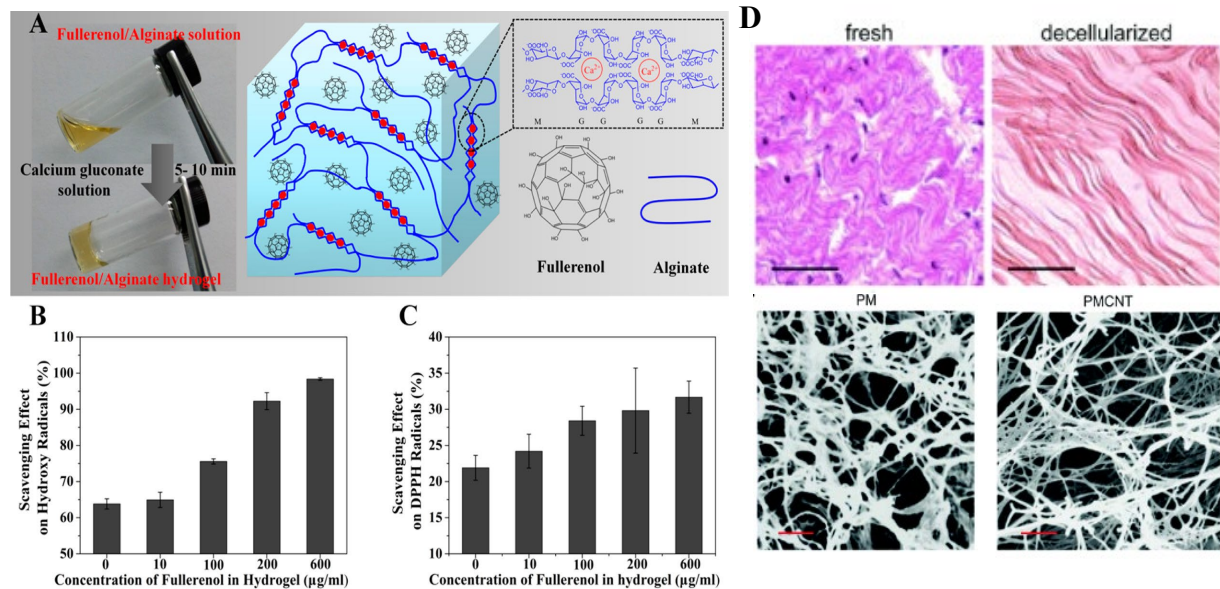 A
Fullerenol/Alginate solution
Calcium gluconate
solution
5- 10 min
Fullerenol/Alginate hydrogel
Ca2+
Ca2+
M G G G G M
Fullerenol
Alginate
B
110
100
90
80
70
60
50
Scavenging Effect
on Hydroxy Radicals (%)
0 10 100 200 600
Concentration of Fullerenol in Hydrogel (µg/ml)
C
40
35
30
25
20
15
10
Scavenging Effect
on DPPH Radicals (%)
0 10 100 200 600
Concentration of Fullerenol in hydrogel (µg/ml)
D
fresh
decellularized
PM
PMCNT